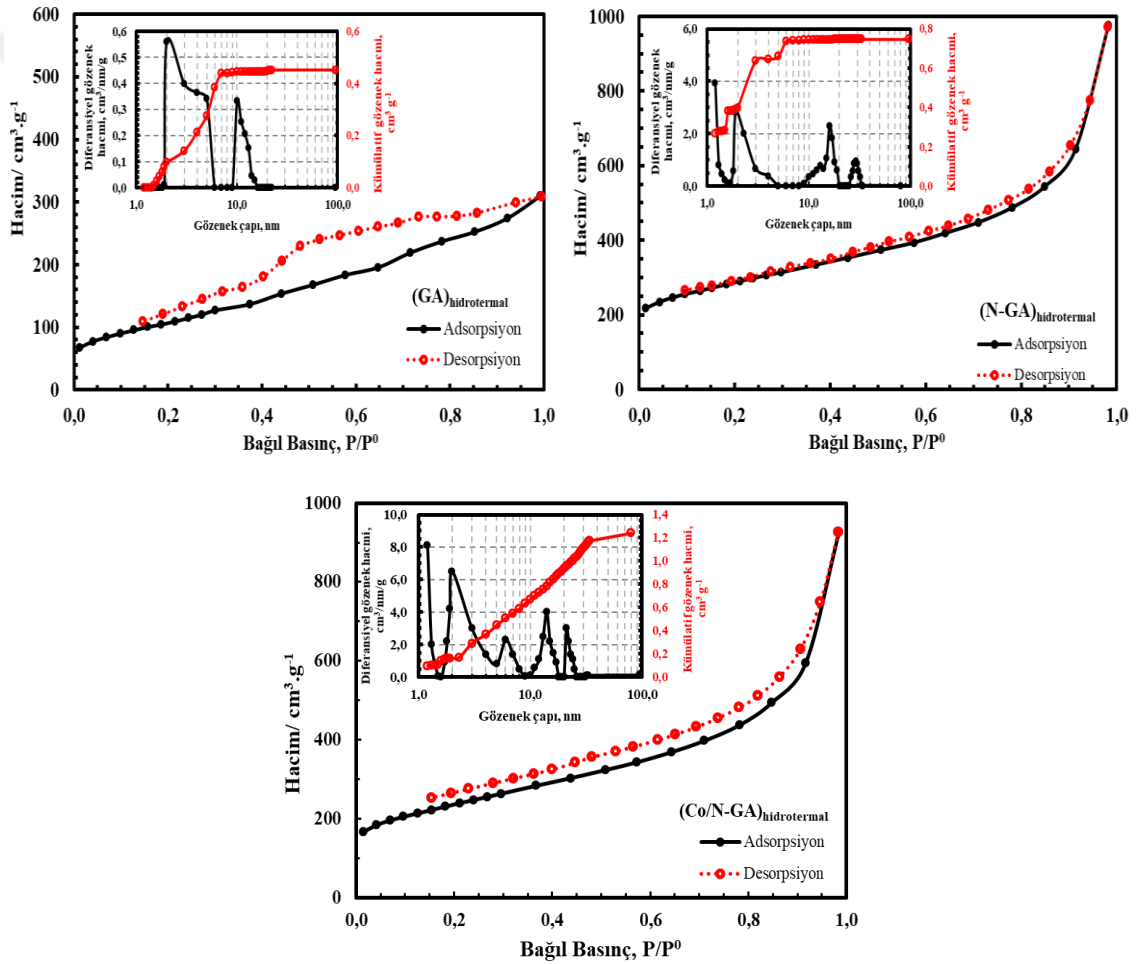 600
500
400
300
200
100
0
0,0
0,2
0,4
0,6
0,8
1,0
Hacim/ cm³.g⁻¹
Bağıl Basınç, P/P⁰
(GA)hidrotermal
Adsorpsiyon
Desorpsiyon
0,6
0,5
0,4
0,3
0,2
0,1
0,0
Diferansiyel gözenek
hacmi, cm³/nm/g
0,6
0,4
0,2
0,0
Kümülatif gözenek hacmi,
cm³ g⁻¹
1,0
10,0
100,0
Gözenek çapı, nm
1000
800
600
400
200
0
0,0
0,2
0,4
0,6
0,8
1,0
Hacim/ cm³.g⁻¹
Bağıl Basınç, P/P⁰
(N-GA)hidrotermal
Adsorpsiyon
Desorpsiyon
6,0
4,0
2,0
0,0
Diferansiyel gözenek
hacmi, cm³/nm/g
0,8
0,6
0,4
0,2
0,0
Kümülatif gözenek hacmi,
cm³ g⁻¹
1,0
10,0
100,0
Gözenek çapı, nm
1000
800
600
400
200
0
0,0
0,2
0,4
0,6
0,8
1,0
Hacim/ cm³.g⁻¹
Bağıl Basınç, P/P⁰
(Co/N-GA)hidrotermal
Adsorpsiyon
Desorpsiyon
10,0
8,0
6,0
4,0
2,0
0,0
Diferansiyel gözenek hacmi,
cm³/nm/g
1,4
1,2
1,0
0,8
0,6
0,4
0,2
0,0
Kümülatif gözenek hacmi,
cm³ g⁻¹
1,0
10,0
100,0
Gözenek çapı, nm